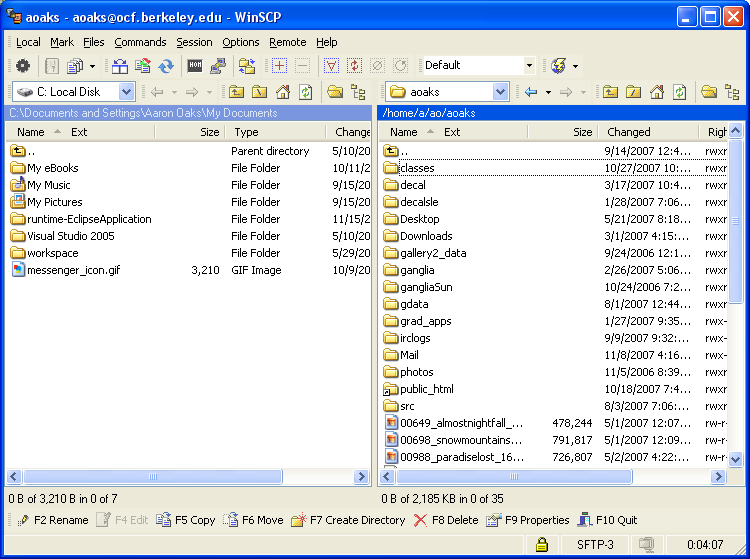 aoaks - aoaks@ocf.berkeley.edu - WinSCP
Local Mark Files Commands Session Options Remote Help
Default
C: Local Disk
aoaks
C:\Documents and Settings\Aaron Oaks\My Documents
Name Ext Size Type Change
.. Parent directory 5/10/20
My eBooks File Folder 10/11/2
My Music File Folder 9/15/20
My Pictures File Folder 9/15/20
runtime-EclipseApplication File Folder 11/15/2
Visual Studio 2005 File Folder 5/10/20
workspace File Folder 5/29/20
messenger_icon.gif 3,210 GIF Image 10/9/20
0 B of 3,210 B in 0 of 7
/home/a/ao/aoaks
Name Ext Size Changed Righ
.. 9/14/2007 12:4... rwxr
classes 10/27/2007 10:... rwxr
decal 3/17/2007 10:4... rwxr
decalsle 1/28/2007 7:06... rwxr
Desktop 5/21/2007 8:18... rwxr
Downloads 3/1/2007 4:15:... rwxr
gallery2_data 9/24/2006 12:1... rwxr
ganglia 2/26/2007 5:06... rwxr
gangliaSun 10/24/2006 7:2... rwxr
gdata 8/1/2007 12:44... rwxr
grad_apps 1/27/2007 9:35... rwx-
irclogs 9/9/2007 9:32:... rwx-
Mail 11/8/2007 4:16... rwx-
photos 11/5/2006 8:39... rwxr
public_html 10/18/2007 7:4... rwxr
src 8/3/2007 7:06:... rwxr
00649_almostnightfall_... 478,244 5/1/2007 12:07... rw-r-
00698_snowmountains... 791,817 5/1/2007 12:09... rw-r-
00988_paradiselost_16... 726,807 5/2/2007 4:22:... rw-r-
0 B of 2,185 KB in 0 of 35
F2 Rename F4 Edit F5 Copy F6 Move F7 Create Directory F8 Delete F9 Properties F10 Quit
SFTP-3 0:04:07